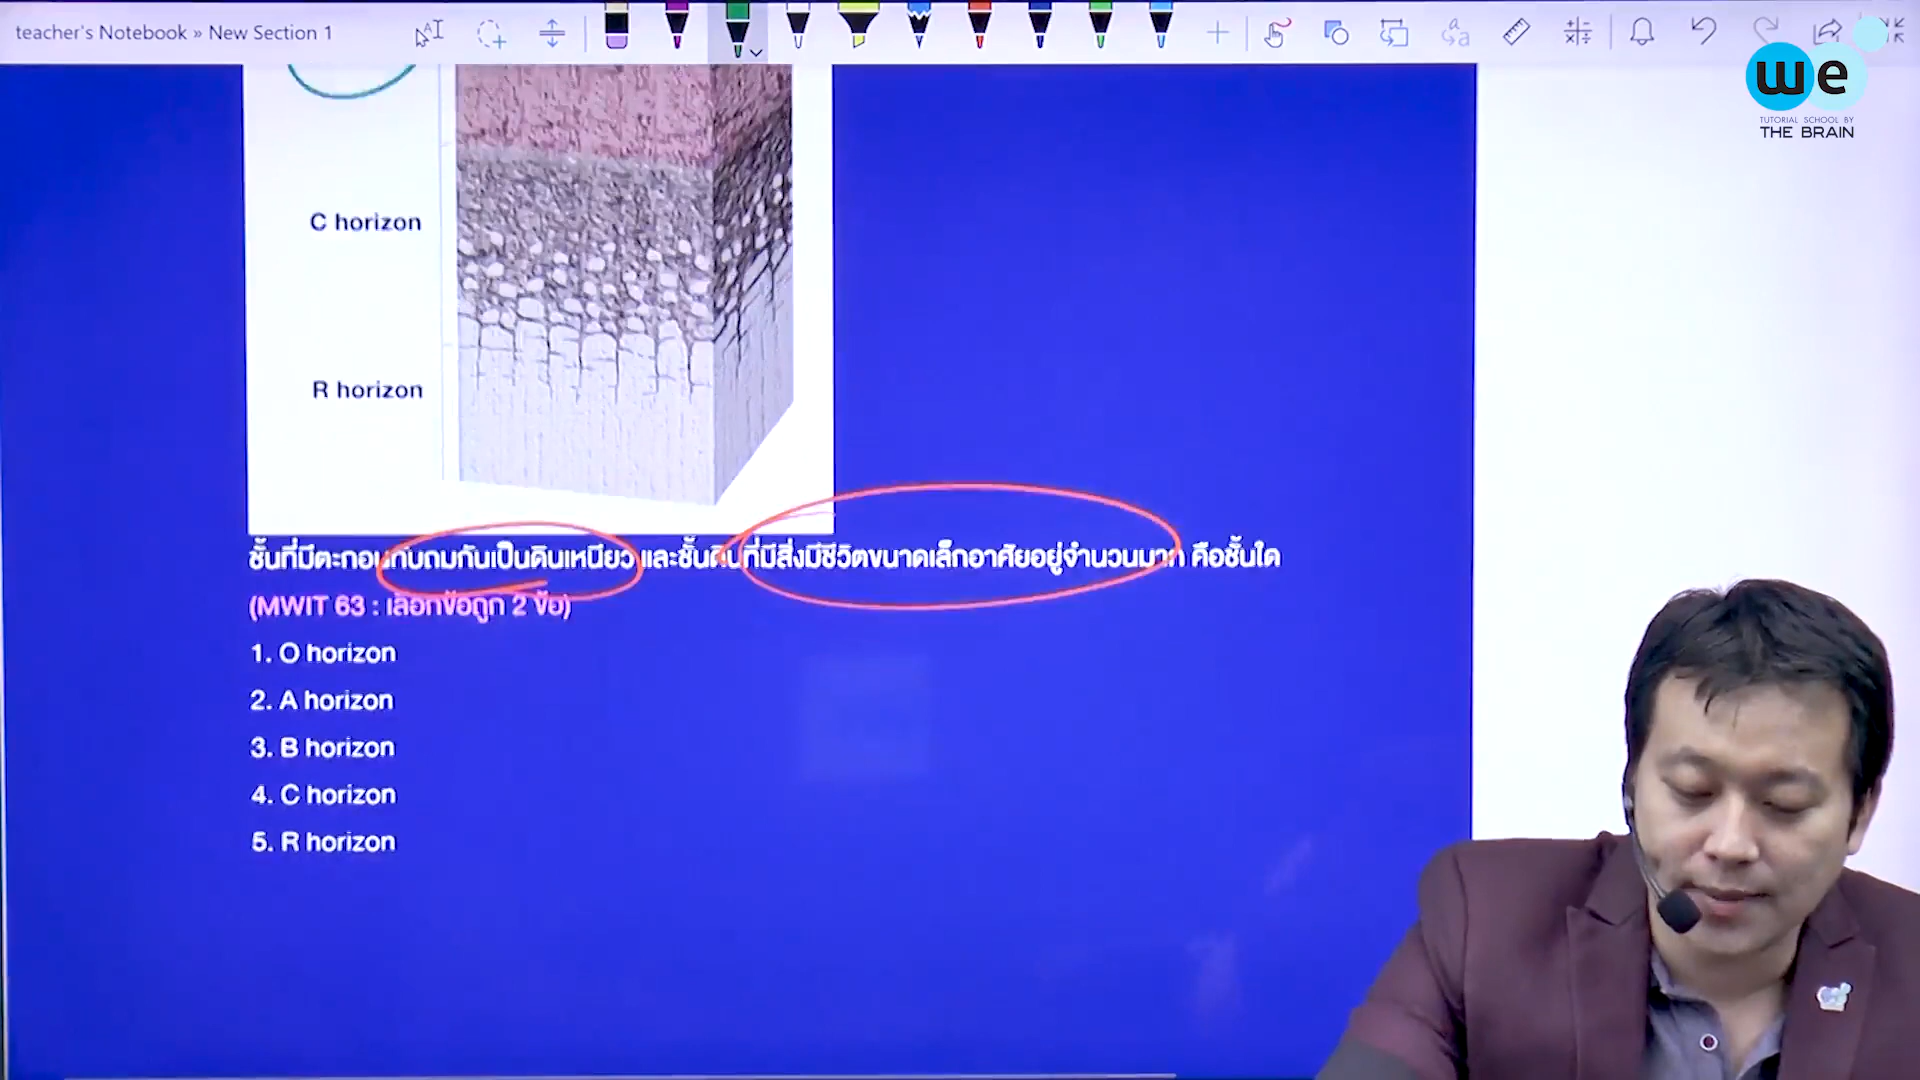 teacher's Notebook » New Section 1
we
TUTORIAL SCHOOL BY
THE BRAIN
C horizon
R horizon
ชั้นที่มีตะกอนทับถมกันเป็นดินเหนียว และชั้นดินที่มีสิ่งมีชีวิตขนาดเล็กอาศัยอยู่จำนวนมาก คือชั้นใด
(MWIT 63 : เลือกข้อถูก 2 ข้อ)
1. O horizon
2. A horizon
3. B horizon
4. C horizon
5. R horizon